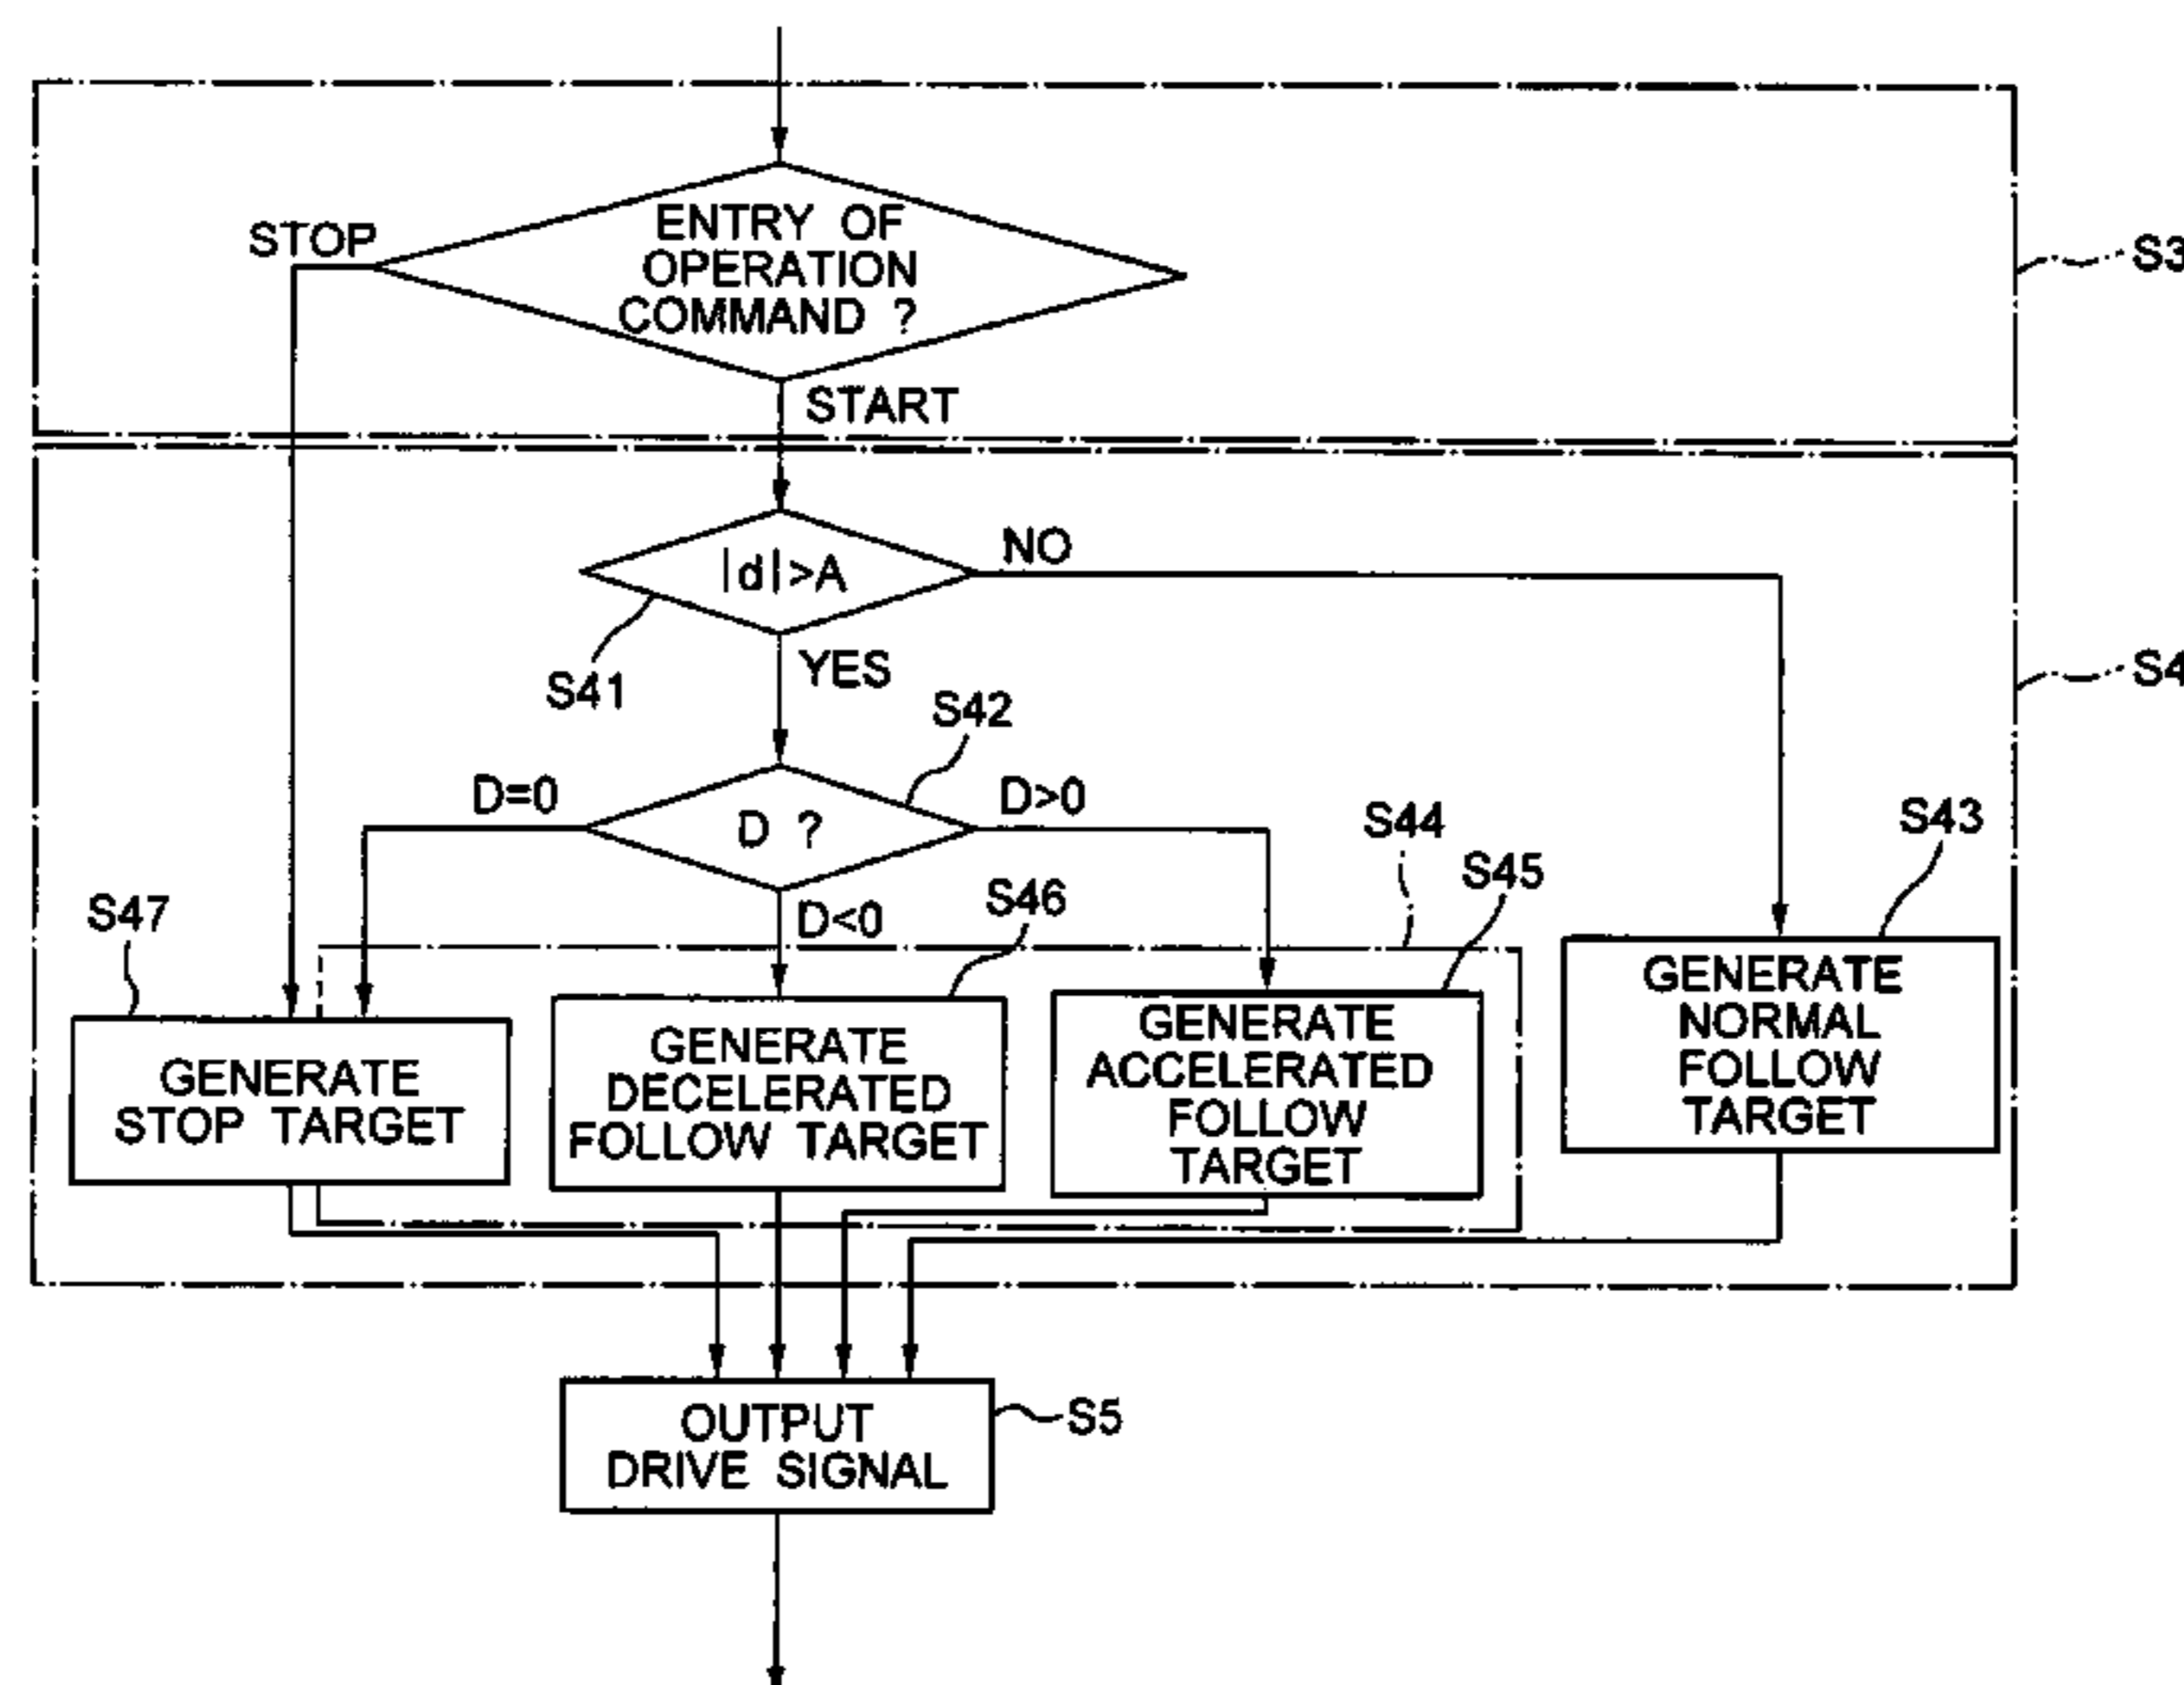 STOP
ENTRY OF
OPERATION
COMMAND ?
S3
START
|d|>A
NO
S41
YES
S4
S42
D=0
D ?
D>0
S44
S43
S45
S46
S47
D<0
GENERATE
STOP TARGET
GENERATE
DECELERATED
FOLLOW TARGET
GENERATE
ACCELERATED
FOLLOW
TARGET
GENERATE
NORMAL
FOLLOW
TARGET
OUTPUT
DRIVE SIGNAL
S5